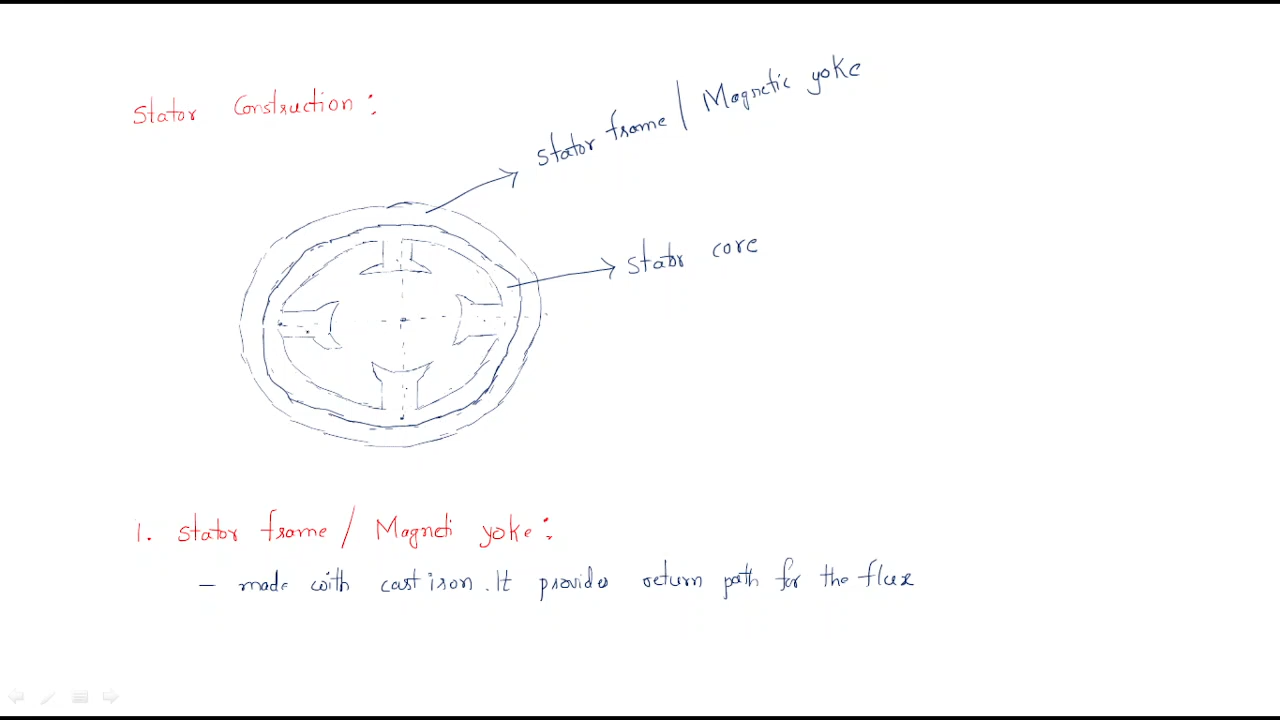 Stator Construction :
Stator frame / Magnetic yoke
Stator core
1. Stator frame / Magneti yoke :
- made with cast iron. It provides return path for the flux